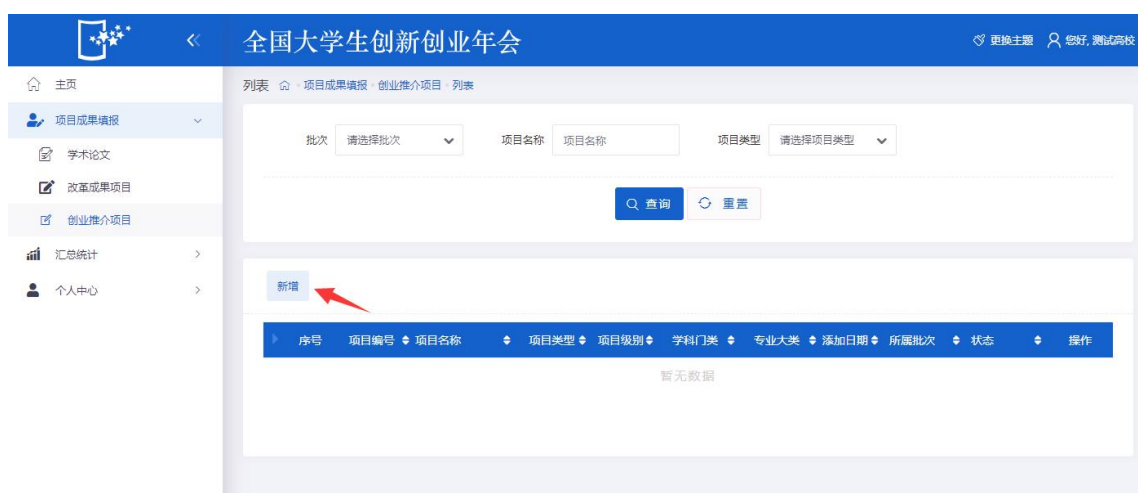 全国大学生创新创业年会
更换主题 您好, 测试高校
主页
项目成果填报
学术论文
改革成果项目
创业推介项目
汇总统计
个人中心
列表 项目成果填报 创业推介项目 列表
批次 请选择批次 项目名称 项目名称 项目类型 请选择项目类型
查询 重置
新增
序号 项目编号 项目名称 项目类型 项目级别 学科门类 专业大类 添加日期 所属批次 状态 操作
暂无数据